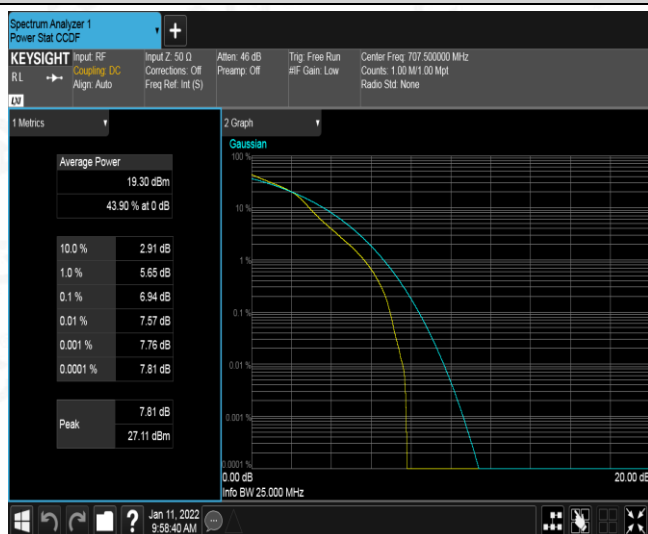 Spectrum Analyzer 1
Power Stat CCDF
KEYSIGHT
RL
LXI
Input: RF
Coupling: DC
Align: Auto
Input Z: 50 Ω
Corrections: Off
Freq Ref: Int (S)
Atten: 46 dB
Preamp: Off
Trig: Free Run
#IF Gain: Low
Center Freq: 707.500000 MHz
Counts: 1.00 M/1.00 Mpt
Radio Std: None
1 Metrics
Average Power
19.30 dBm
43.90 % at 0 dB
10.0 % 2.91 dB
1.0 % 5.65 dB
0.1 % 6.94 dB
0.01 % 7.57 dB
0.001 % 7.76 dB
0.0001 % 7.81 dB
Peak
7.81 dB
27.11 dBm
2 Graph
Gaussian
100 %
10 %
1 %
0.1 %
0.01 %
0.001 %
0.0001 %
0.00 dB 20.00 dB
Info BW 25.000 MHz
Jan 11, 2022
9:58:40 AM